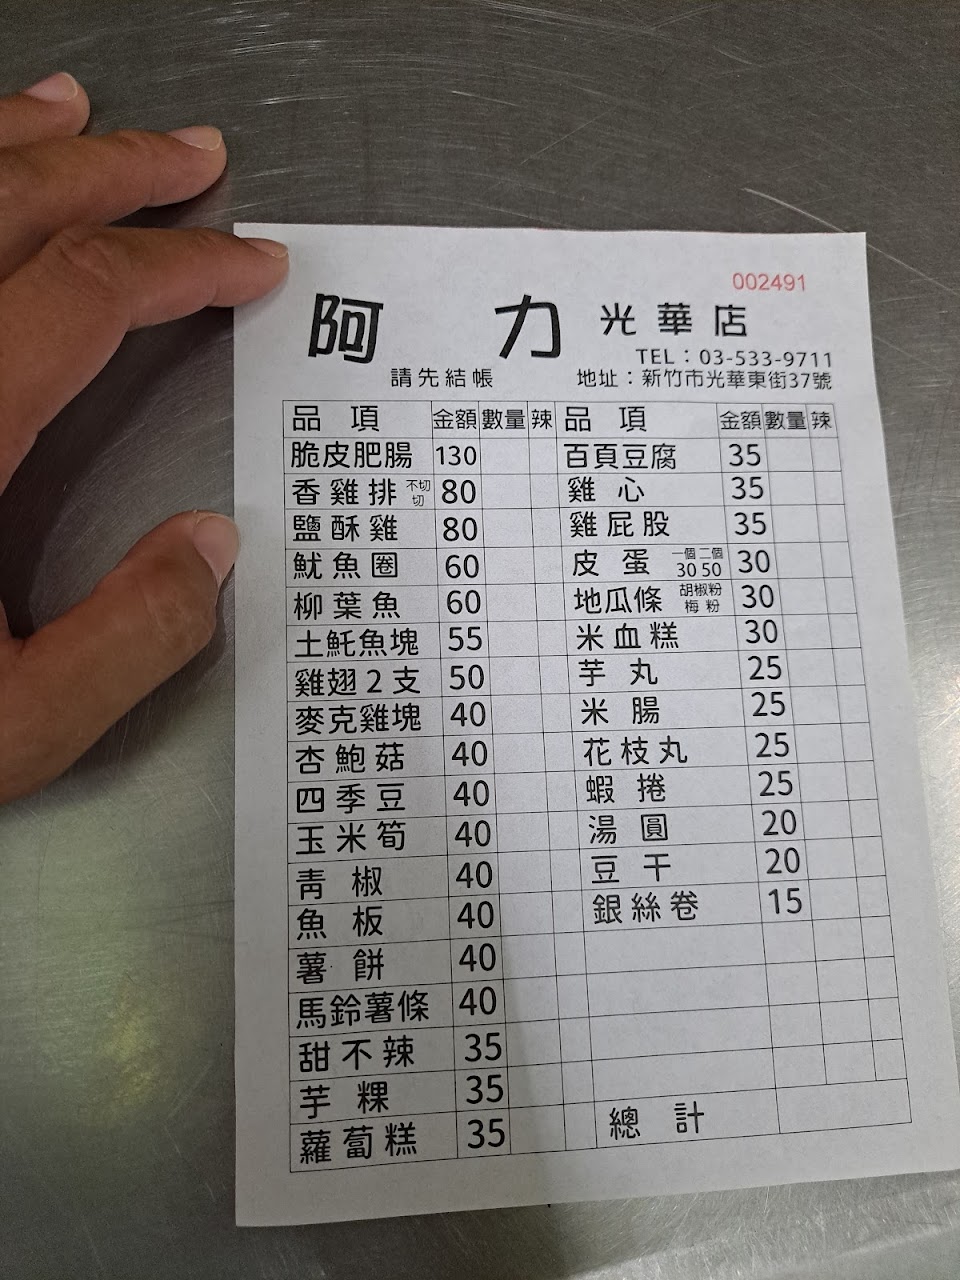 002491
阿力 光華店
TEL：03-533-9711
請先結帳 地址：新竹市光華東街37號
品項 金額 數量 辣 品項 金額 數量 辣
脆皮肥腸 130 百頁豆腐 35
香雞排 不切 切 80 雞心 35
鹽酥雞 80 雞屁股 35
魷魚圈 60 皮蛋 一個 二個 30 50 30
柳葉魚 60 地瓜條 胡椒粉 梅粉 30
土魠魚塊 55 米血糕 30
雞翅2支 50 芋丸 25
麥克雞塊 40 米腸 25
杏鮑菇 40 花枝丸 25
四季豆 40 蝦捲 25
玉米筍 40 湯圓 20
青椒 40 豆干 20
魚板 40 銀絲卷 15
薯餅 40
馬鈴薯條 40
甜不辣 35
芋粿 35
蘿蔔糕 35 總計